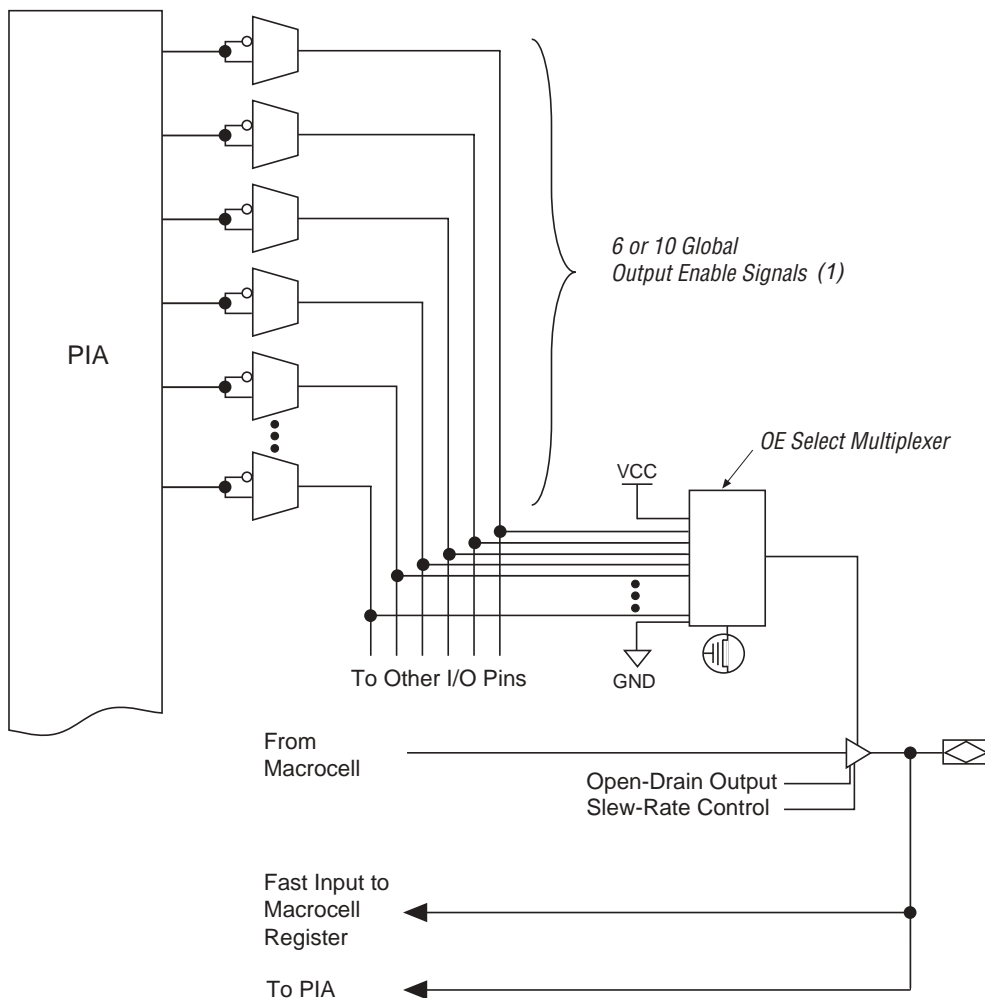 6 or 10 Global
Output Enable Signals (1)
PIA
OE Select Multiplexer
VCC
To Other I/O Pins
GND
From
Macrocell
Open-Drain Output
Slew-Rate Control
Fast Input to
Macrocell
Register
To PIA